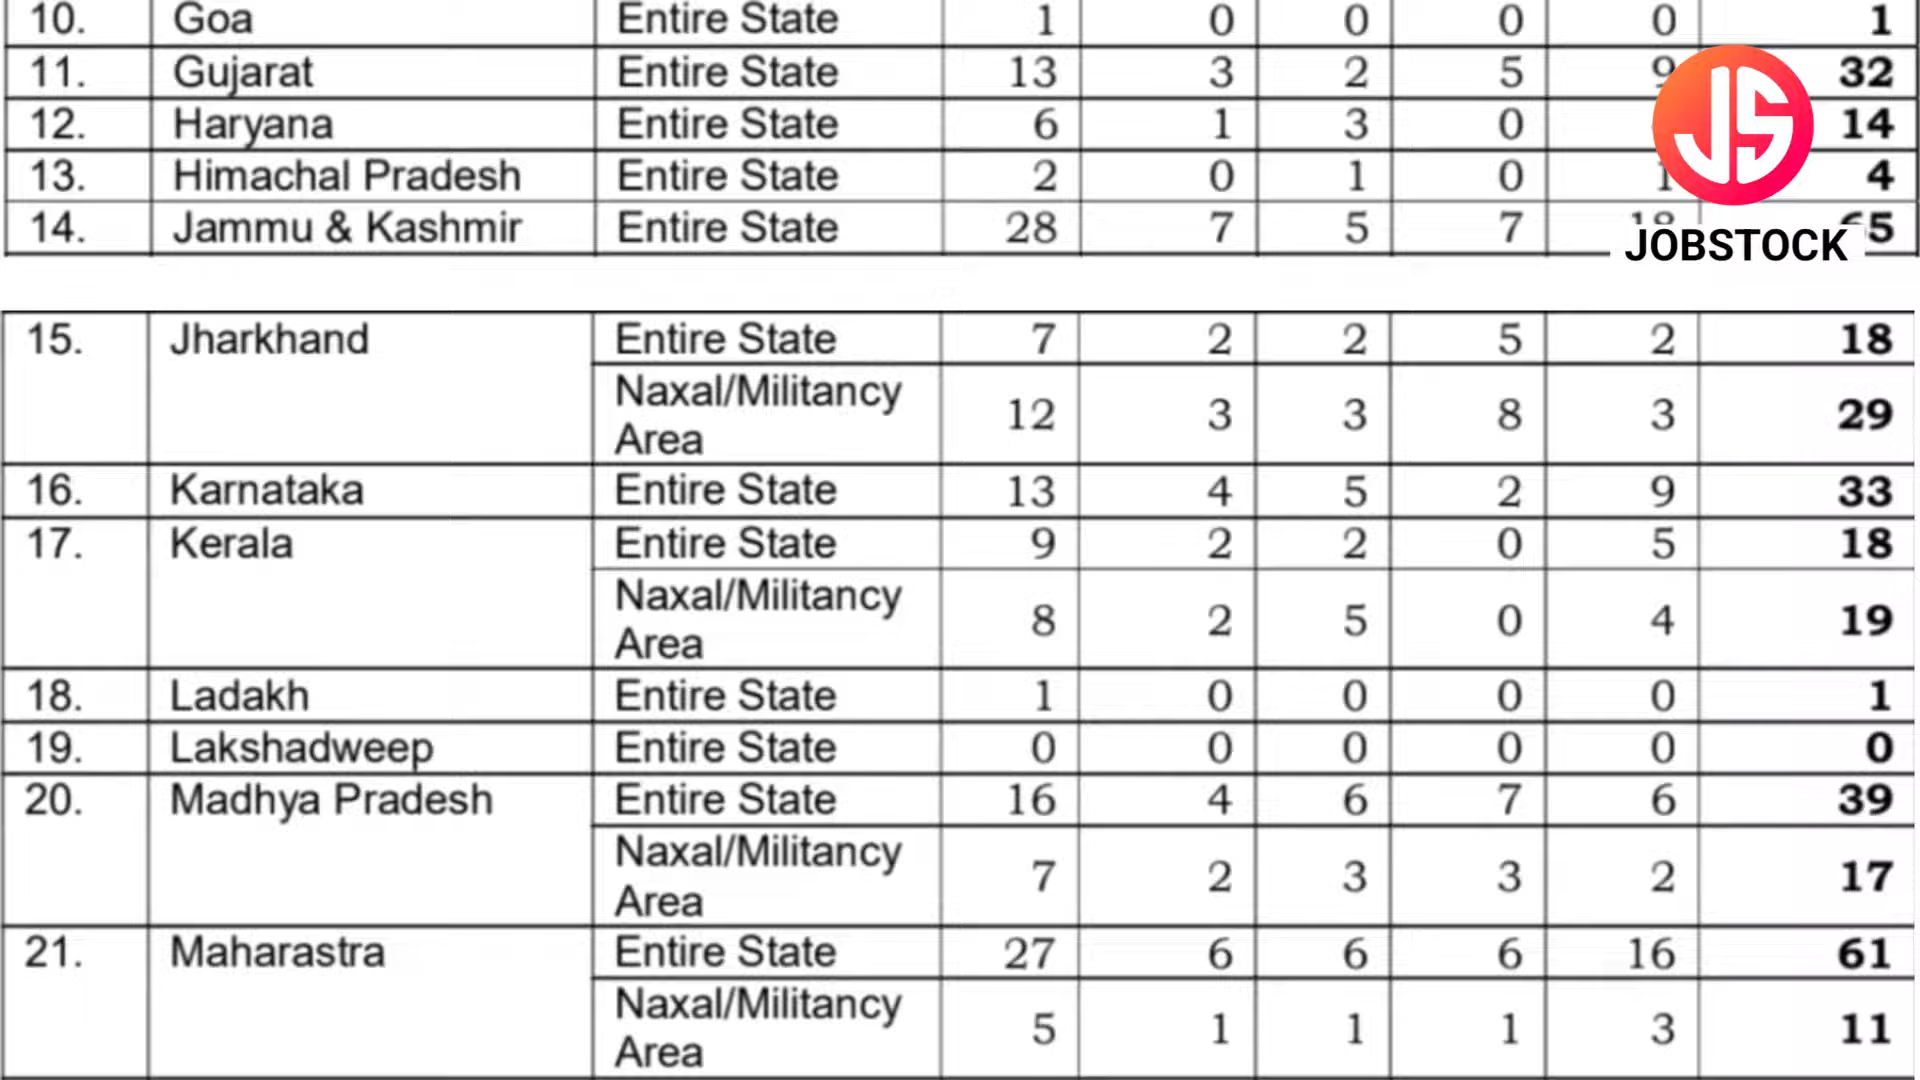 10. Goa Entire State 1 0 0 0 0 1
11. Gujarat Entire State 13 3 2 5 9 32
12. Haryana Entire State 6 1 3 0 14
13. Himachal Pradesh Entire State 2 0 1 0 1 4
14. Jammu & Kashmir Entire State 28 7 5 7 18 65
JS
JOBSTOCK
15. Jharkhand Entire State 7 2 2 5 2 18
Naxal/Militancy
Area 12 3 3 8 3 29
16. Karnataka Entire State 13 4 5 2 9 33
17. Kerala Entire State 9 2 2 0 5 18
Naxal/Militancy
Area 8 2 5 0 4 19
18. Ladakh Entire State 1 0 0 0 0 1
19. Lakshadweep Entire State 0 0 0 0 0 0
20. Madhya Pradesh Entire State 16 4 6 7 6 39
Naxal/Militancy
Area 7 2 3 3 2 17
21. Maharastra Entire State 27 6 6 6 16 61
Naxal/Militancy
Area 5 1 1 1 3 11